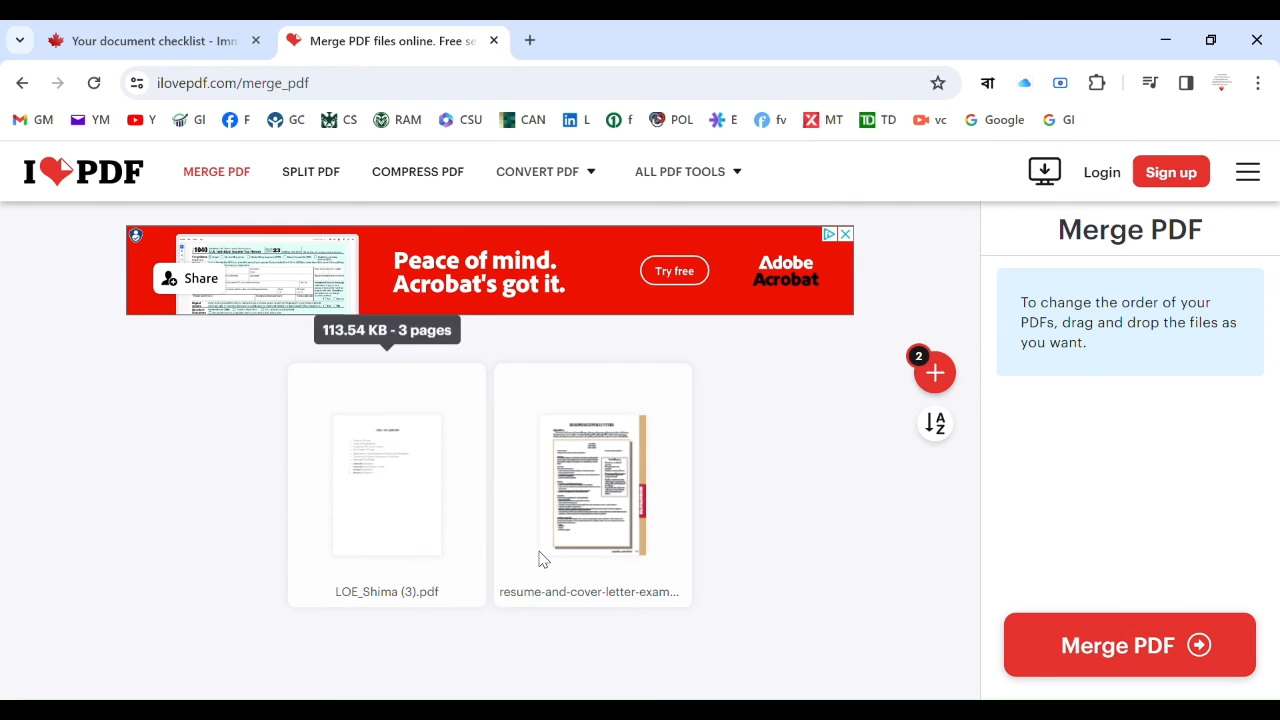 Your document checklist - Imm
Merge PDF files online. Free se
ilovepdf.com/merge_pdf
বা
GM YM Y GI F GC CS RAM CSU CAN L f POL E fv MT TD vc Google GI
I PDF
MERGE PDF SPLIT PDF COMPRESS PDF CONVERT PDF ALL PDF TOOLS
Login Sign up
1040
Share
Peace of mind.
Acrobat's got it.
Try free
Adobe
Acrobat
113.54 KB - 3 pages
LOE_Shima (3).pdf
resume-and-cover-letter-exam...
2
A
Z
Merge PDF
To change the order of your
PDFs, drag and drop the files as
you want.
Merge PDF